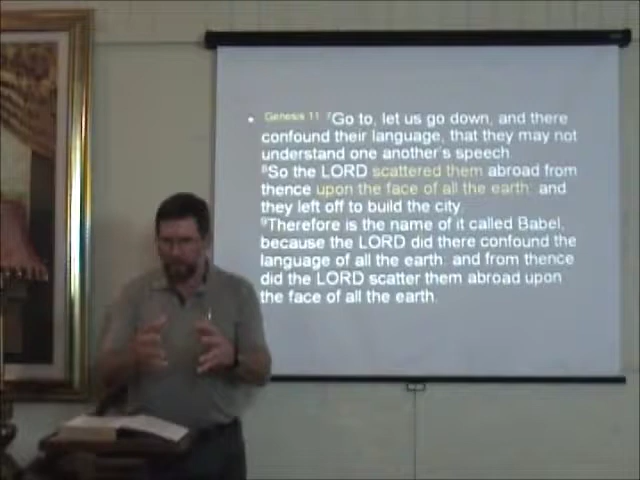 • Genesis 11 ⁷Go to, let us go down, and there
confound their language, that they may not
understand one another's speech.
⁸So the LORD scattered them abroad from
thence upon the face of all the earth: and
they left off to build the city.
⁹Therefore is the name of it called Babel,
because the LORD did there confound the
language of all the earth: and from thence
did the LORD scatter them abroad upon
the face of all the earth.